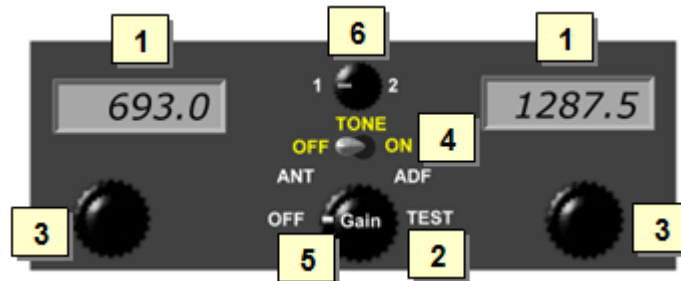 1 6 1
693.0 1 2 1287.5
TONE
OFF ON 4
ANT ADF
OFF Gain TEST
3 5 2 3